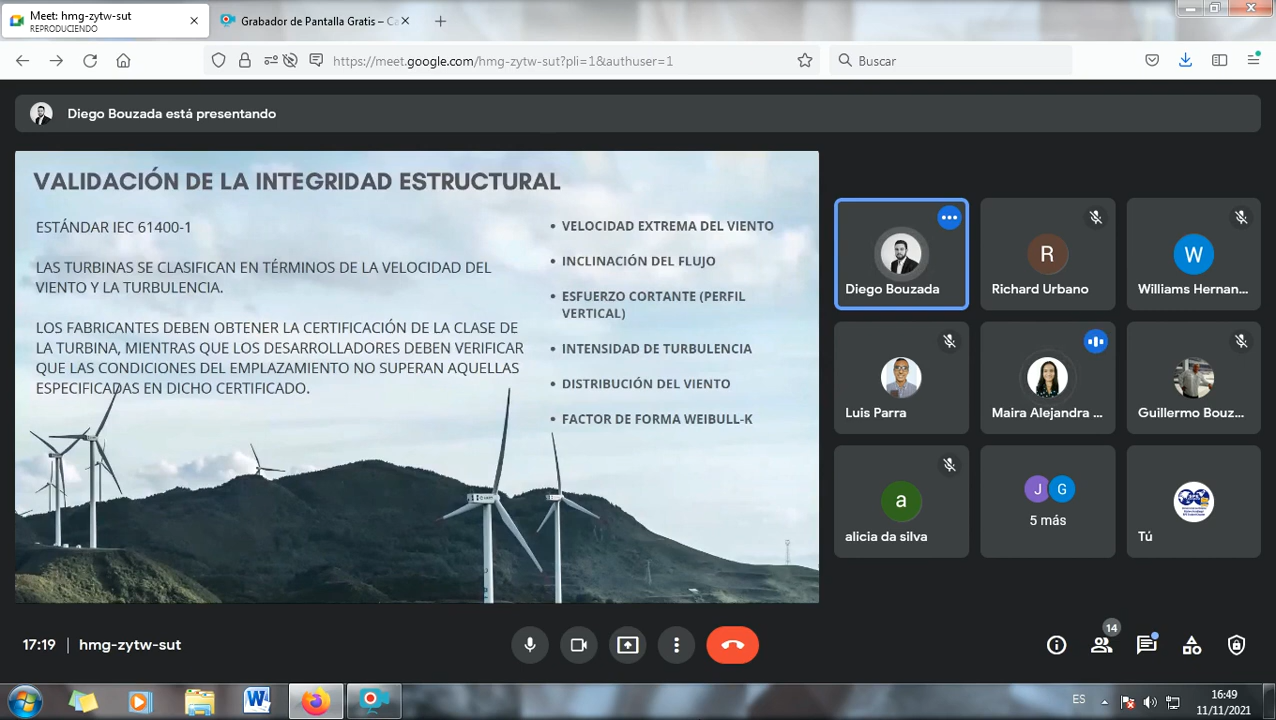 Meet: hmg-zytw-sut
REPRODUCIENDO
Grabador de Pantalla Gratis – Ca
https://meet.google.com/hmg-zytw-sut?pli=1&authuser=1
Buscar
Diego Bouzada está presentando
VALIDACIÓN DE LA INTEGRIDAD ESTRUCTURAL
ESTÁNDAR IEC 61400-1
LAS TURBINAS SE CLASIFICAN EN TÉRMINOS DE LA VELOCIDAD DEL
VIENTO Y LA TURBULENCIA.
LOS FABRICANTES DEBEN OBTENER LA CERTIFICACIÓN DE LA CLASE DE
LA TURBINA, MIENTRAS QUE LOS DESARROLLADORES DEBEN VERIFICAR
QUE LAS CONDICIONES DEL EMPLAZAMIENTO NO SUPERAN AQUELLAS
ESPECIFICADAS EN DICHO CERTIFICADO.
• VELOCIDAD EXTREMA DEL VIENTO
• INCLINACIÓN DEL FLUJO
• ESFUERZO CORTANTE (PERFIL
VERTICAL)
• INTENSIDAD DE TURBULENCIA
• DISTRIBUCIÓN DEL VIENTO
• FACTOR DE FORMA WEIBULL-K
Diego Bouzada
R
Richard Urbano
W
Williams Hernan...
Luis Parra
Maira Alejandra ...
Guillermo Bouz...
a
alicia da silva
J G
5 más
Tú
17:19 | hmg-zytw-sut
14
ES
16:49
11/11/2021